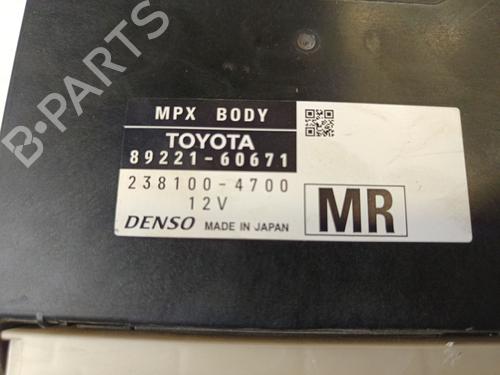 B-PARTS
MPX BODY
TOYOTA
89221-60671
238100-4700
12V
DENSO MADE IN JAPAN
MR